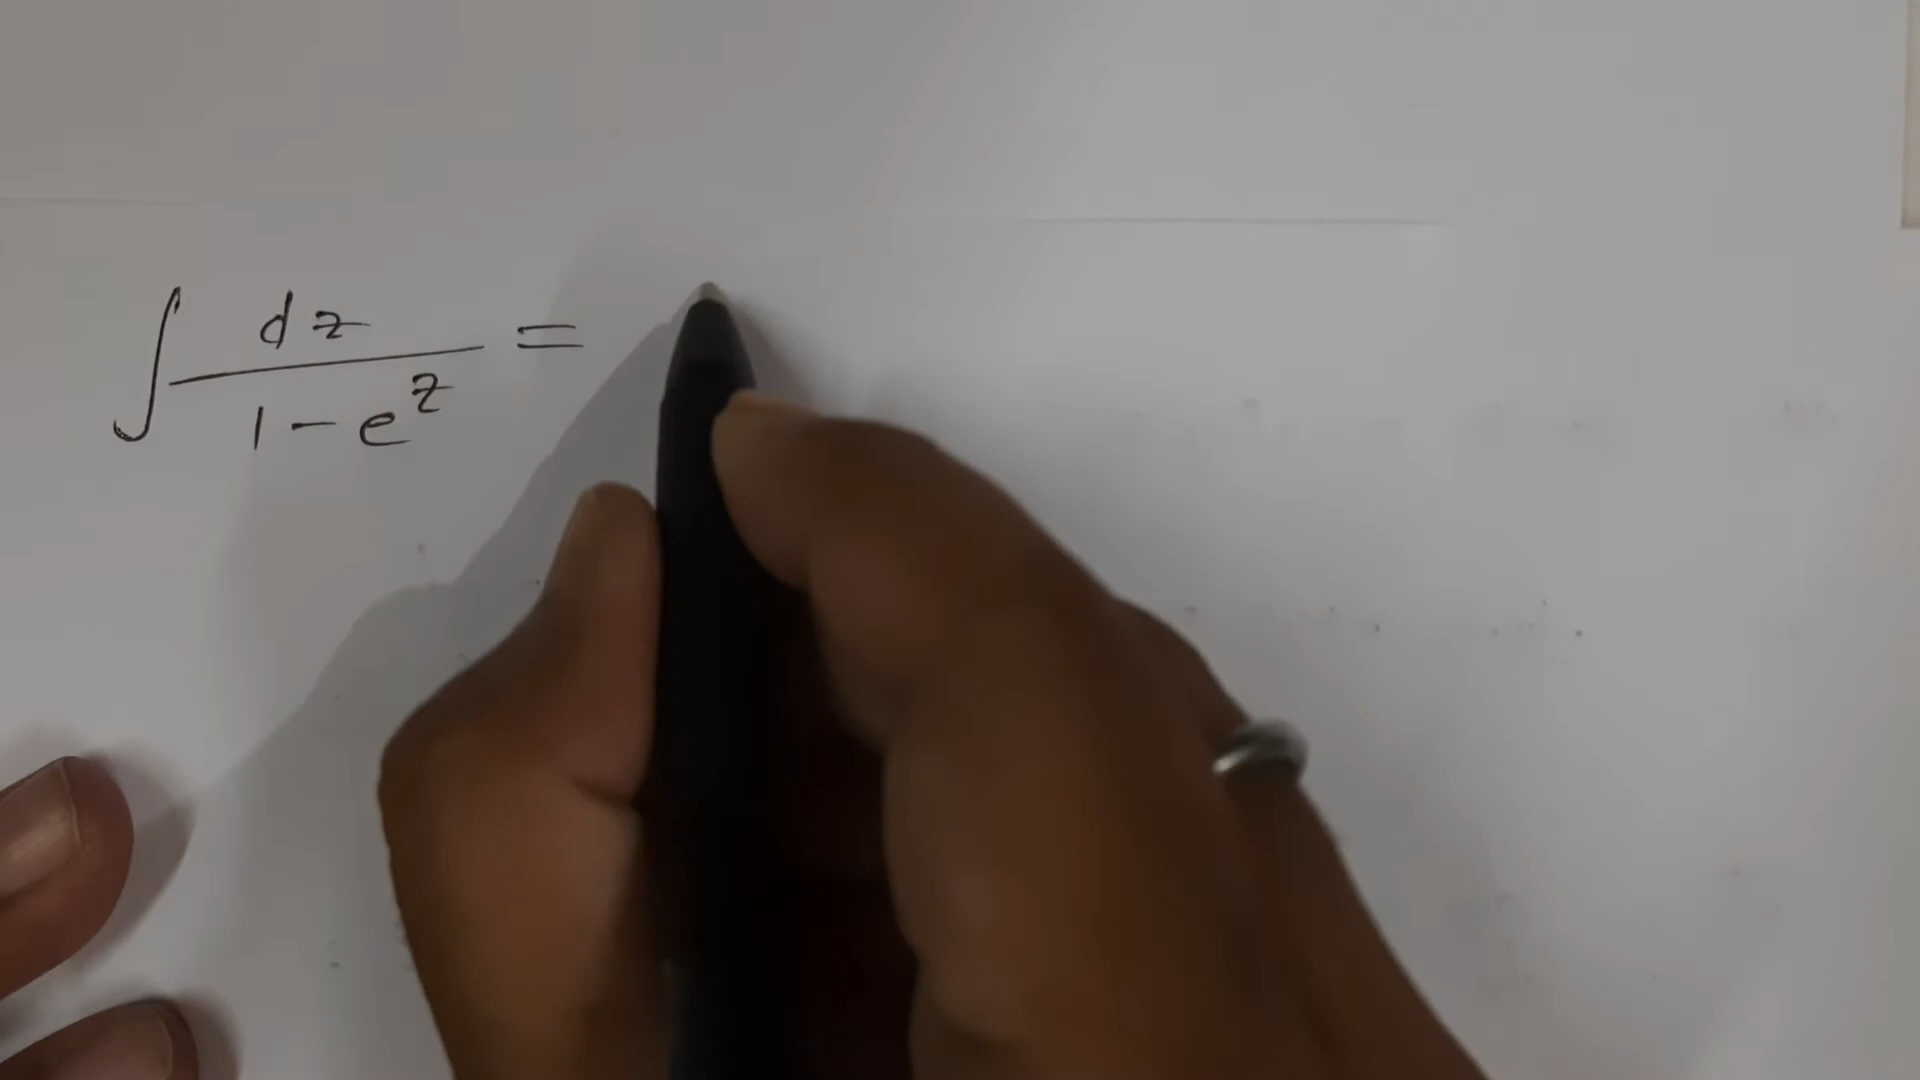 ∫ dz / (1 - e^z) =